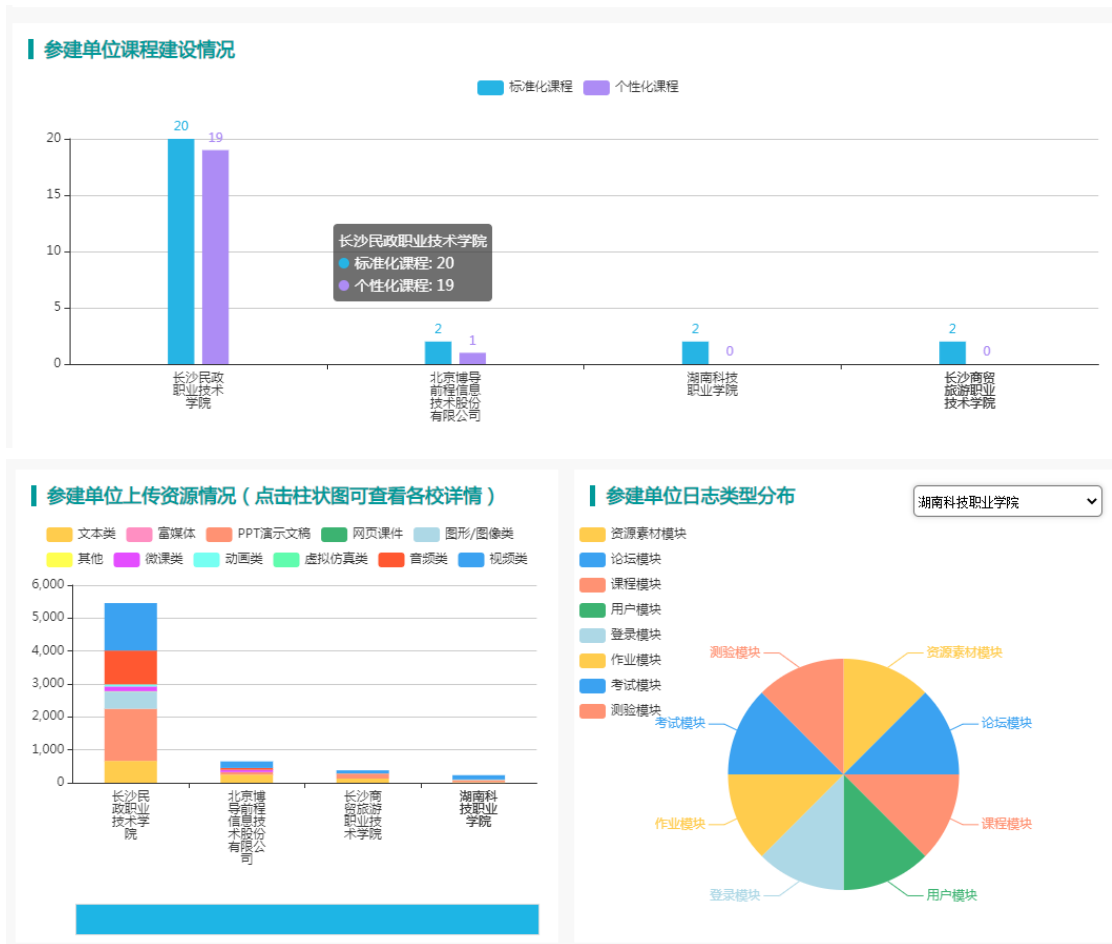 参建单位课程建设情况
标准化课程 个性化课程
20
19
20
15
10
5
0
长沙民政职业技术学院
标准化课程: 20
个性化课程: 19
2
1
2
0
2
0
长沙民政
职业技术
学院
北京博导
前程信息
技术股份
有限公司
湖南科技
职业学院
长沙商贸
旅游职业
技术学院
参建单位上传资源情况（点击柱状图可查看各校详情）
文本类 富媒体 PPT演示文稿 网页课件 图形/图像类
其他 微课类 动画类 虚拟仿真类 音频类 视频类
6,000
5,000
4,000
3,000
2,000
1,000
0
长沙民
政职业
技术学
院
北京博
导前程
信息技
术股份
有限公
司
长沙商
贸旅游
职业技
术学院
湖南科
技职业
学院
参建单位日志类型分布
湖南科技职业学院
资源素材模块
论坛模块
课程模块
用户模块
登录模块
作业模块
考试模块
测验模块
测验模块
资源素材模块
考试模块
论坛模块
作业模块
课程模块
登录模块
用户模块